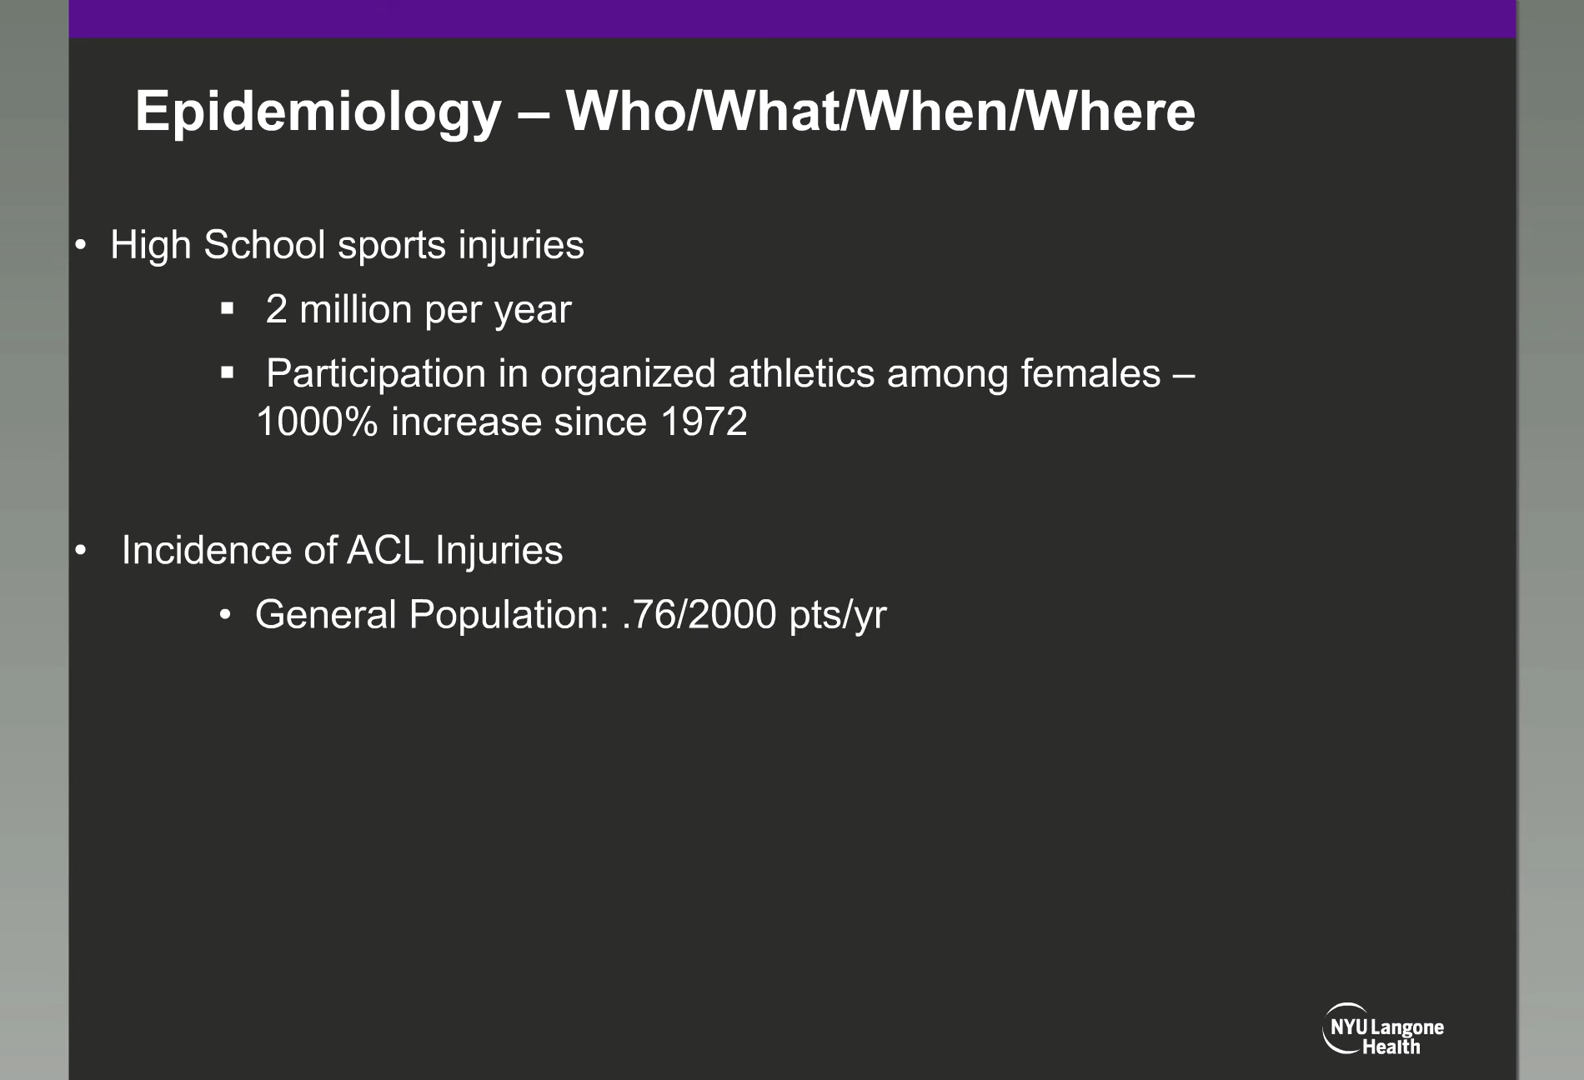 Epidemiology – Who/What/When/Where
• High School sports injuries
▪ 2 million per year
▪ Participation in organized athletics among females –
1000% increase since 1972
• Incidence of ACL Injuries
• General Population: .76/2000 pts/yr
NYU Langone
Health